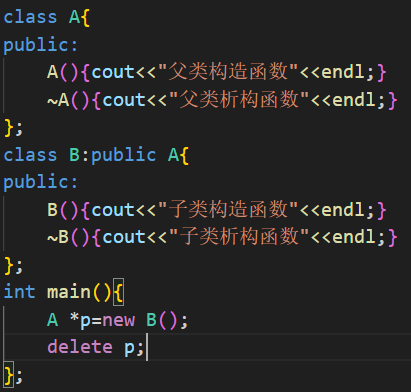 class A{
public:
    A(){cout<<"父类构造函数"<<endl;}
    ~A(){cout<<"父类析构函数"<<endl;}
};
class B:public A{
public:
    B(){cout<<"子类构造函数"<<endl;}
    ~B(){cout<<"子类析构函数"<<endl;}
};
int main(){
    A *p=new B();
    delete p;
};